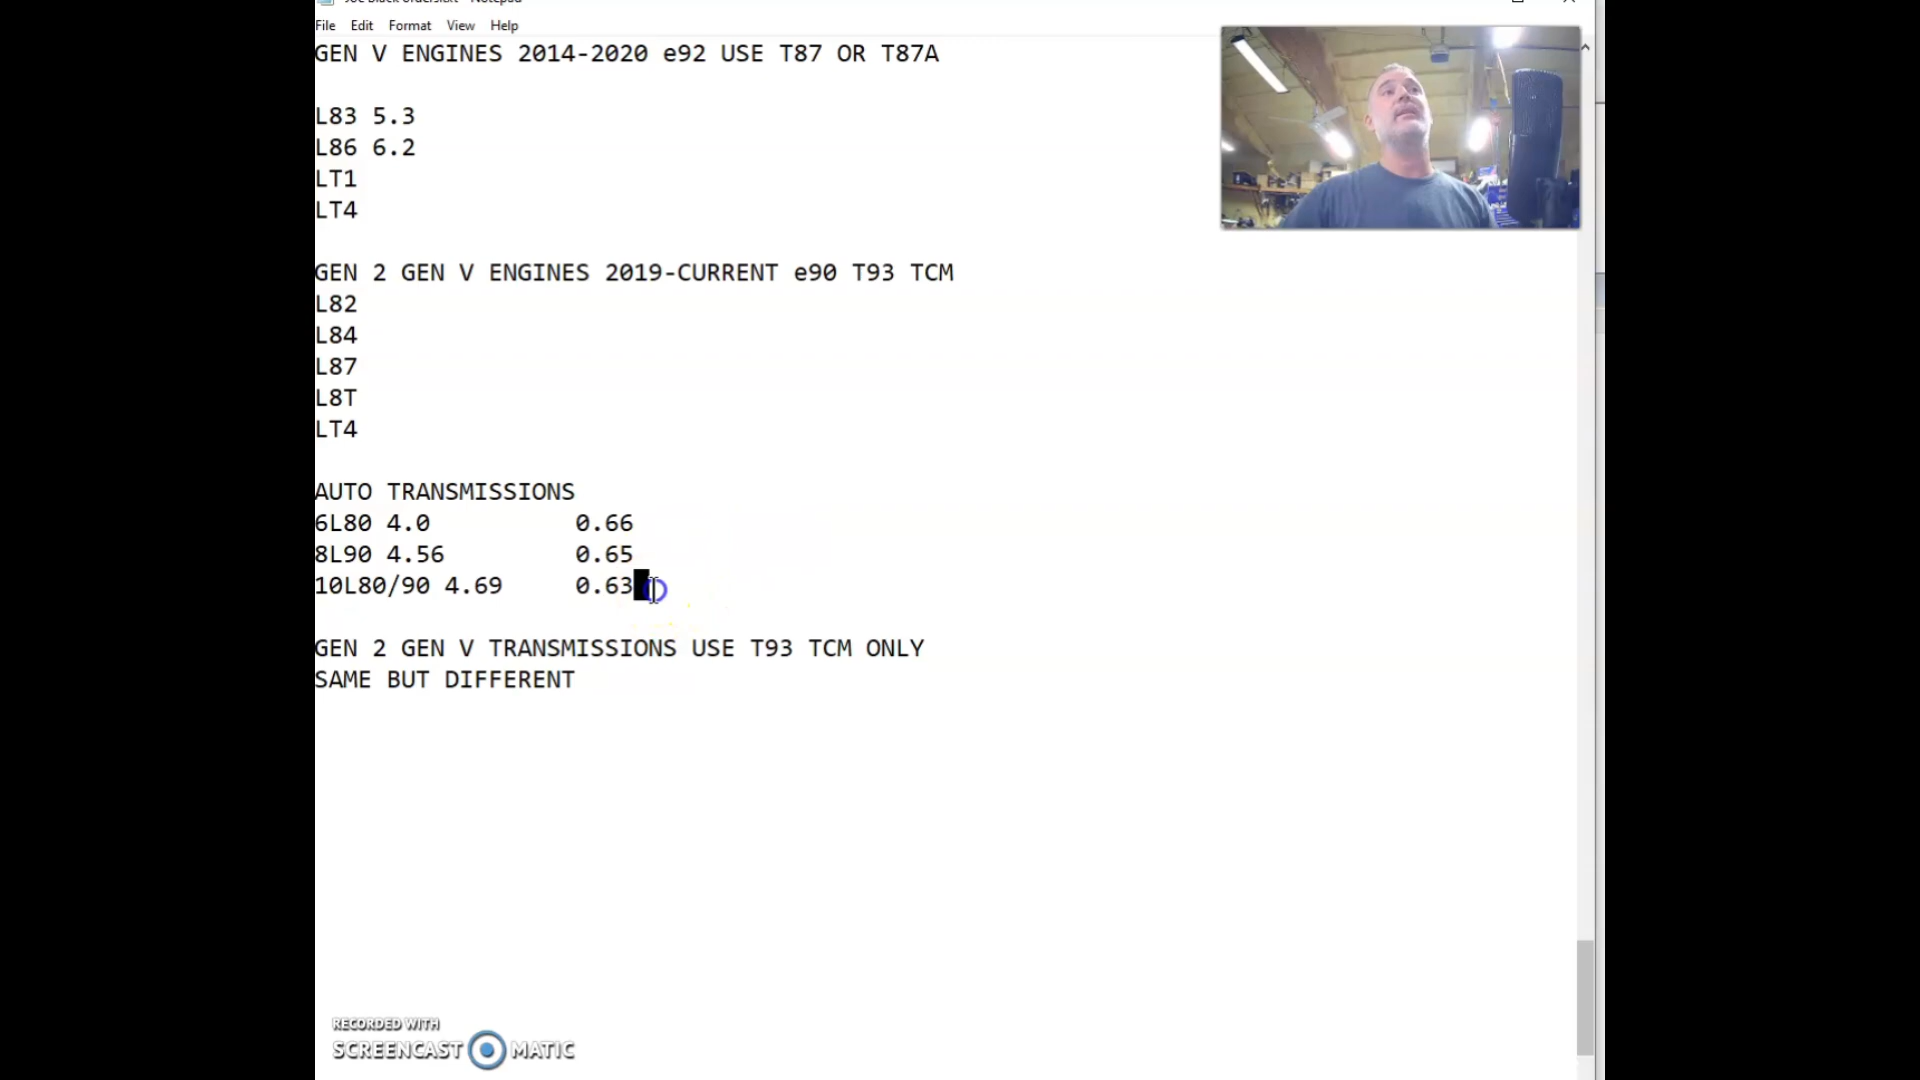 File Edit Format View Help
GEN V ENGINES 2014-2020 e92 USE T87 OR T87A
L83 5.3
L86 6.2
LT1
LT4
GEN 2 GEN V ENGINES 2019-CURRENT e90 T93 TCM
L82
L84
L87
L8T
LT4
AUTO TRANSMISSIONS
6L80 4.0 0.66
8L90 4.56 0.65
10L80/90 4.69 0.63
GEN 2 GEN V TRANSMISSIONS USE T93 TCM ONLY
SAME BUT DIFFERENT
RECORDED WITH
SCREENCAST MATIC